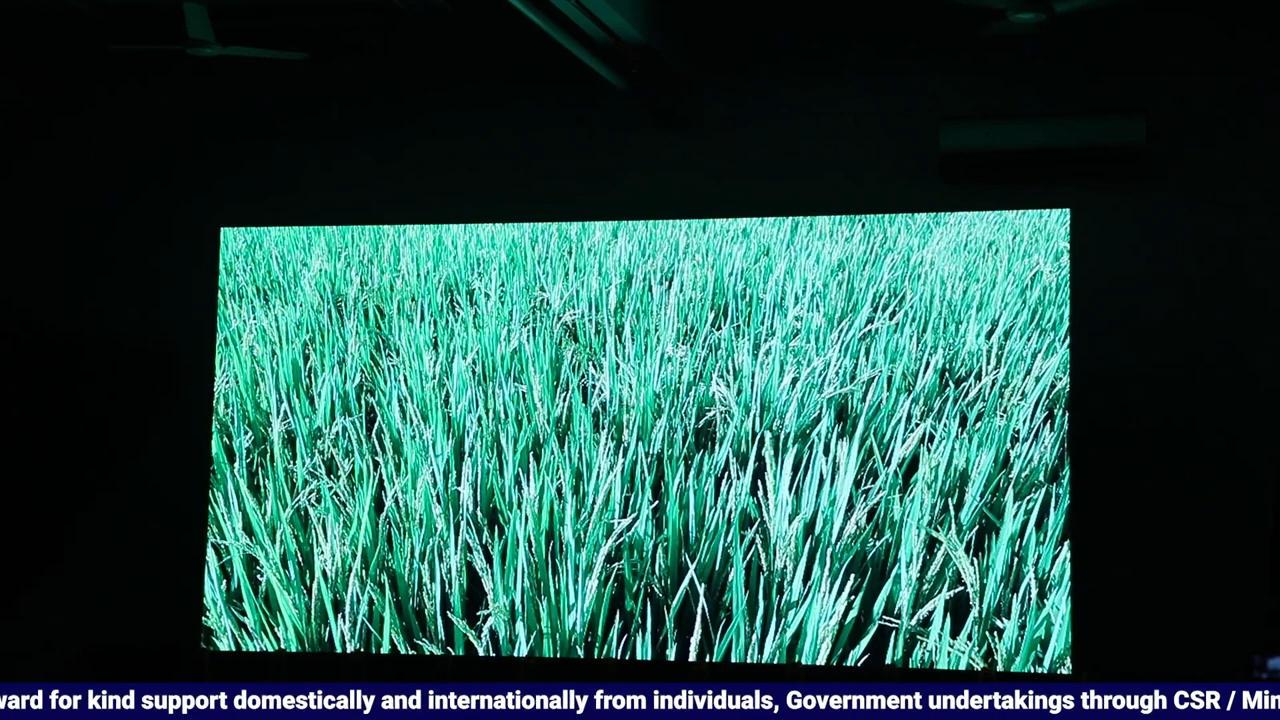 ward for kind support domestically and internationally from individuals, Government undertakings through CSR / Min